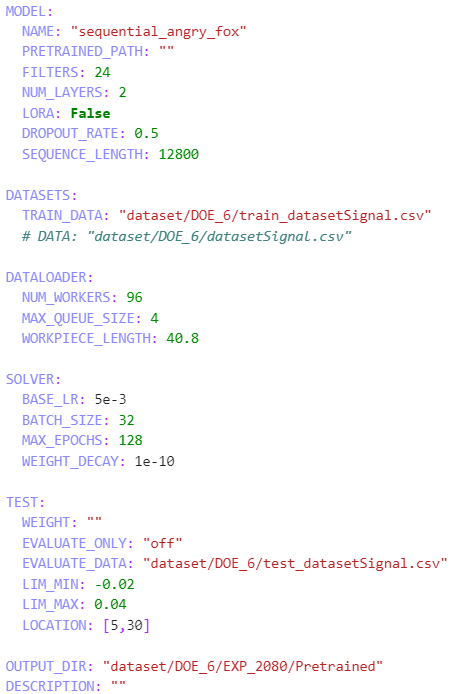 MODEL:
  NAME: "sequential_angry_fox"
  PRETRAINED_PATH: ""
  FILTERS: 24
  NUM_LAYERS: 2
  LORA: False
  DROPOUT_RATE: 0.5
  SEQUENCE_LENGTH: 12800

DATASETS:
  TRAIN_DATA: "dataset/DOE_6/train_datasetSignal.csv"
  # DATA: "dataset/DOE_6/datasetSignal.csv"

DATALOADER:
  NUM_WORKERS: 96
  MAX_QUEUE_SIZE: 4
  WORKPIECE_LENGTH: 40.8

SOLVER:
  BASE_LR: 5e-3
  BATCH_SIZE: 32
  MAX_EPOCHS: 128
  WEIGHT_DECAY: 1e-10

TEST:
  WEIGHT: ""
  EVALUATE_ONLY: "off"
  EVALUATE_DATA: "dataset/DOE_6/test_datasetSignal.csv"
  LIM_MIN: -0.02
  LIM_MAX: 0.04
  LOCATION: [5,30]

OUTPUT_DIR: "dataset/DOE_6/EXP_2080/Pretrained"
DESCRIPTION: ""